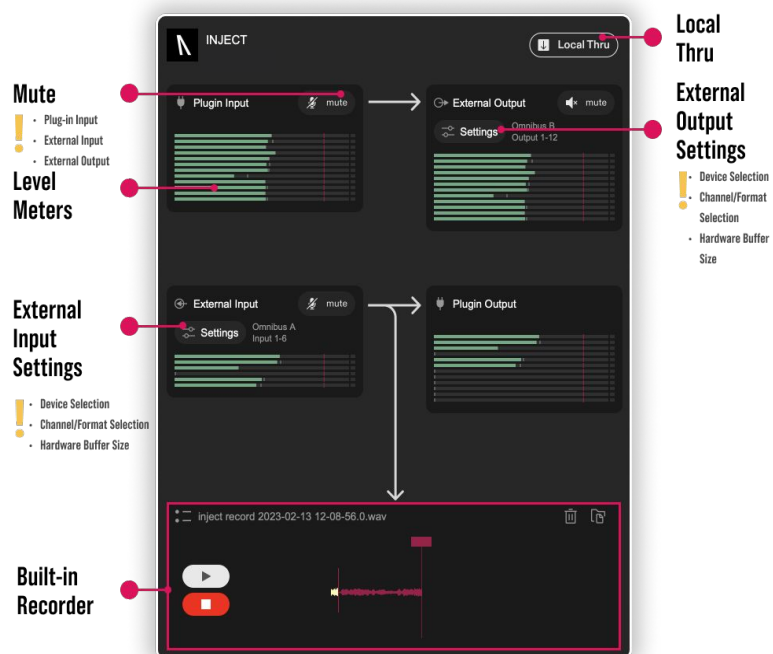 INJECT
Local Thru
Local
Thru
Mute
• Plug-in Input
• External Input
• External Output
Level
Meters
Plugin Input
mute
External Output
mute
Settings
Omnibus B
Output 1-12
External
Output
Settings
• Device Selection
• Channel/Format
Selection
• Hardware Buffer
Size
External
Input
Settings
• Device Selection
• Channel/Format Selection
• Hardware Buffer Size
External Input
mute
Settings
Omnibus A
Input 1-6
Plugin Output
inject record 2023-02-13 12-08-56.0.wav
Built-in
Recorder